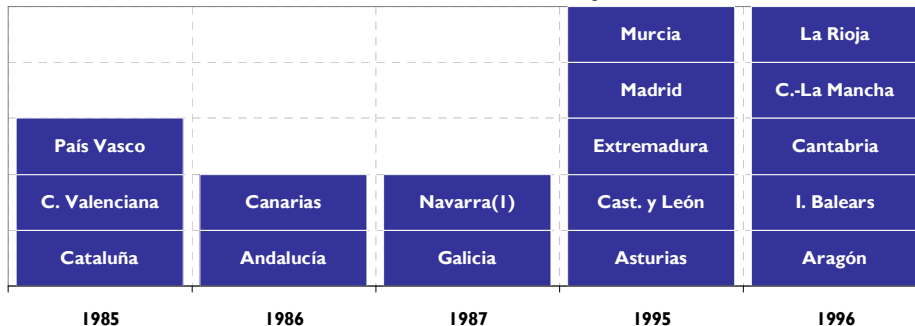 Murcia
La Rioja
Madrid
C.-La Mancha
País Vasco
Extremadura
Cantabria
C. Valenciana
Canarias
Navarra(1)
Cast. y León
I. Balears
Cataluña
Andalucía
Galicia
Asturias
Aragón
1985
1986
1987
1995
1996